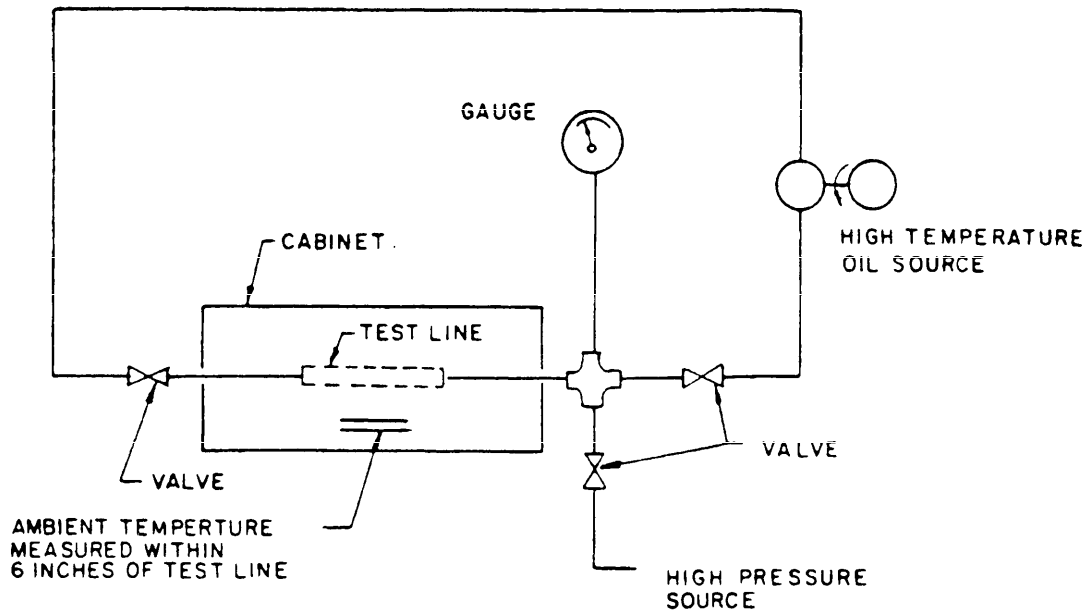 GAUGE
HIGH TEMPERATURE
OIL SOURCE
CABINET.
TEST LINE
VALVE
VALVE
AMBIENT TEMPERTURE
MEASURED WITHIN
6 INCHES OF TEST LINE
HIGH PRESSURE
SOURCE